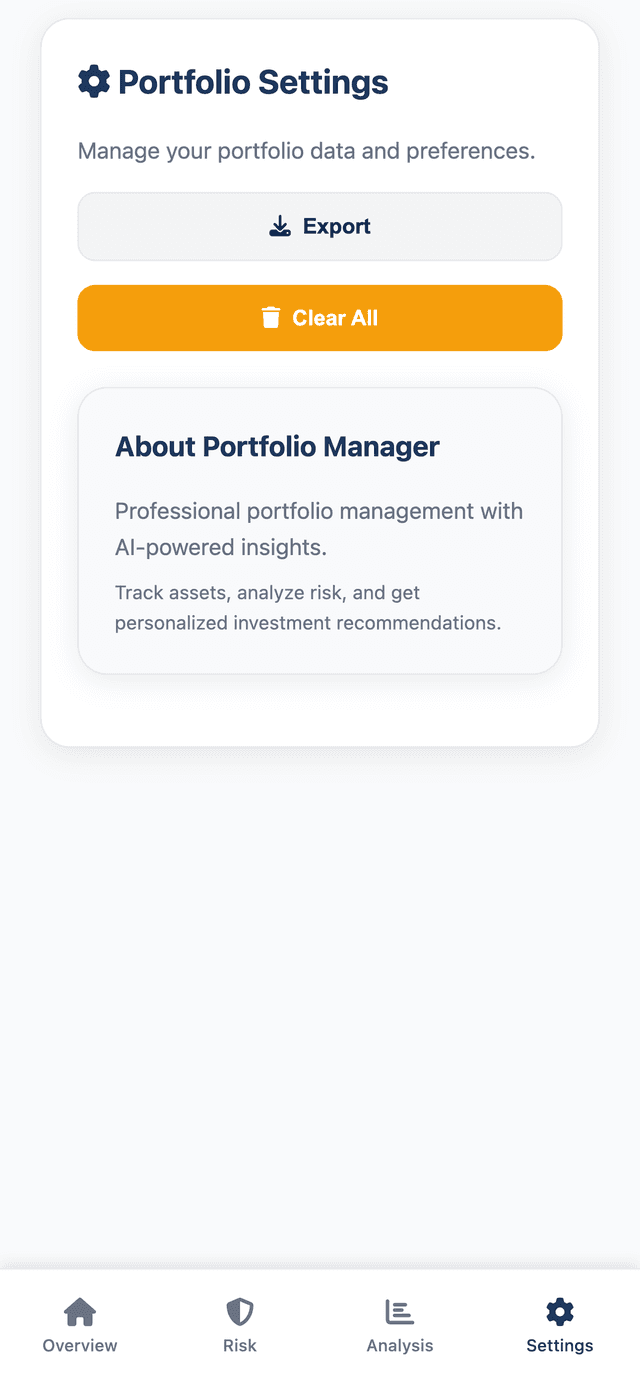 Portfolio Settings
Manage your portfolio data and preferences.
Export
Clear All
About Portfolio Manager
Professional portfolio management with
AI-powered insights.
Track assets, analyze risk, and get
personalized investment recommendations.
Overview
Risk
Analysis
Settings